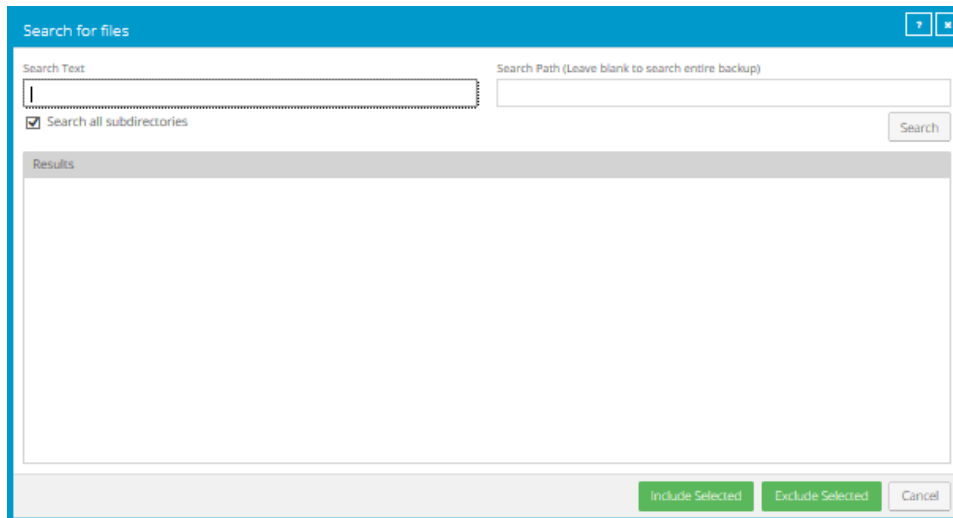 Search for files
?
Search Text
Search Path (Leave blank to search entire backup)
Search all subdirectories
Search
Results
Include Selected
Exclude Selected
Cancel